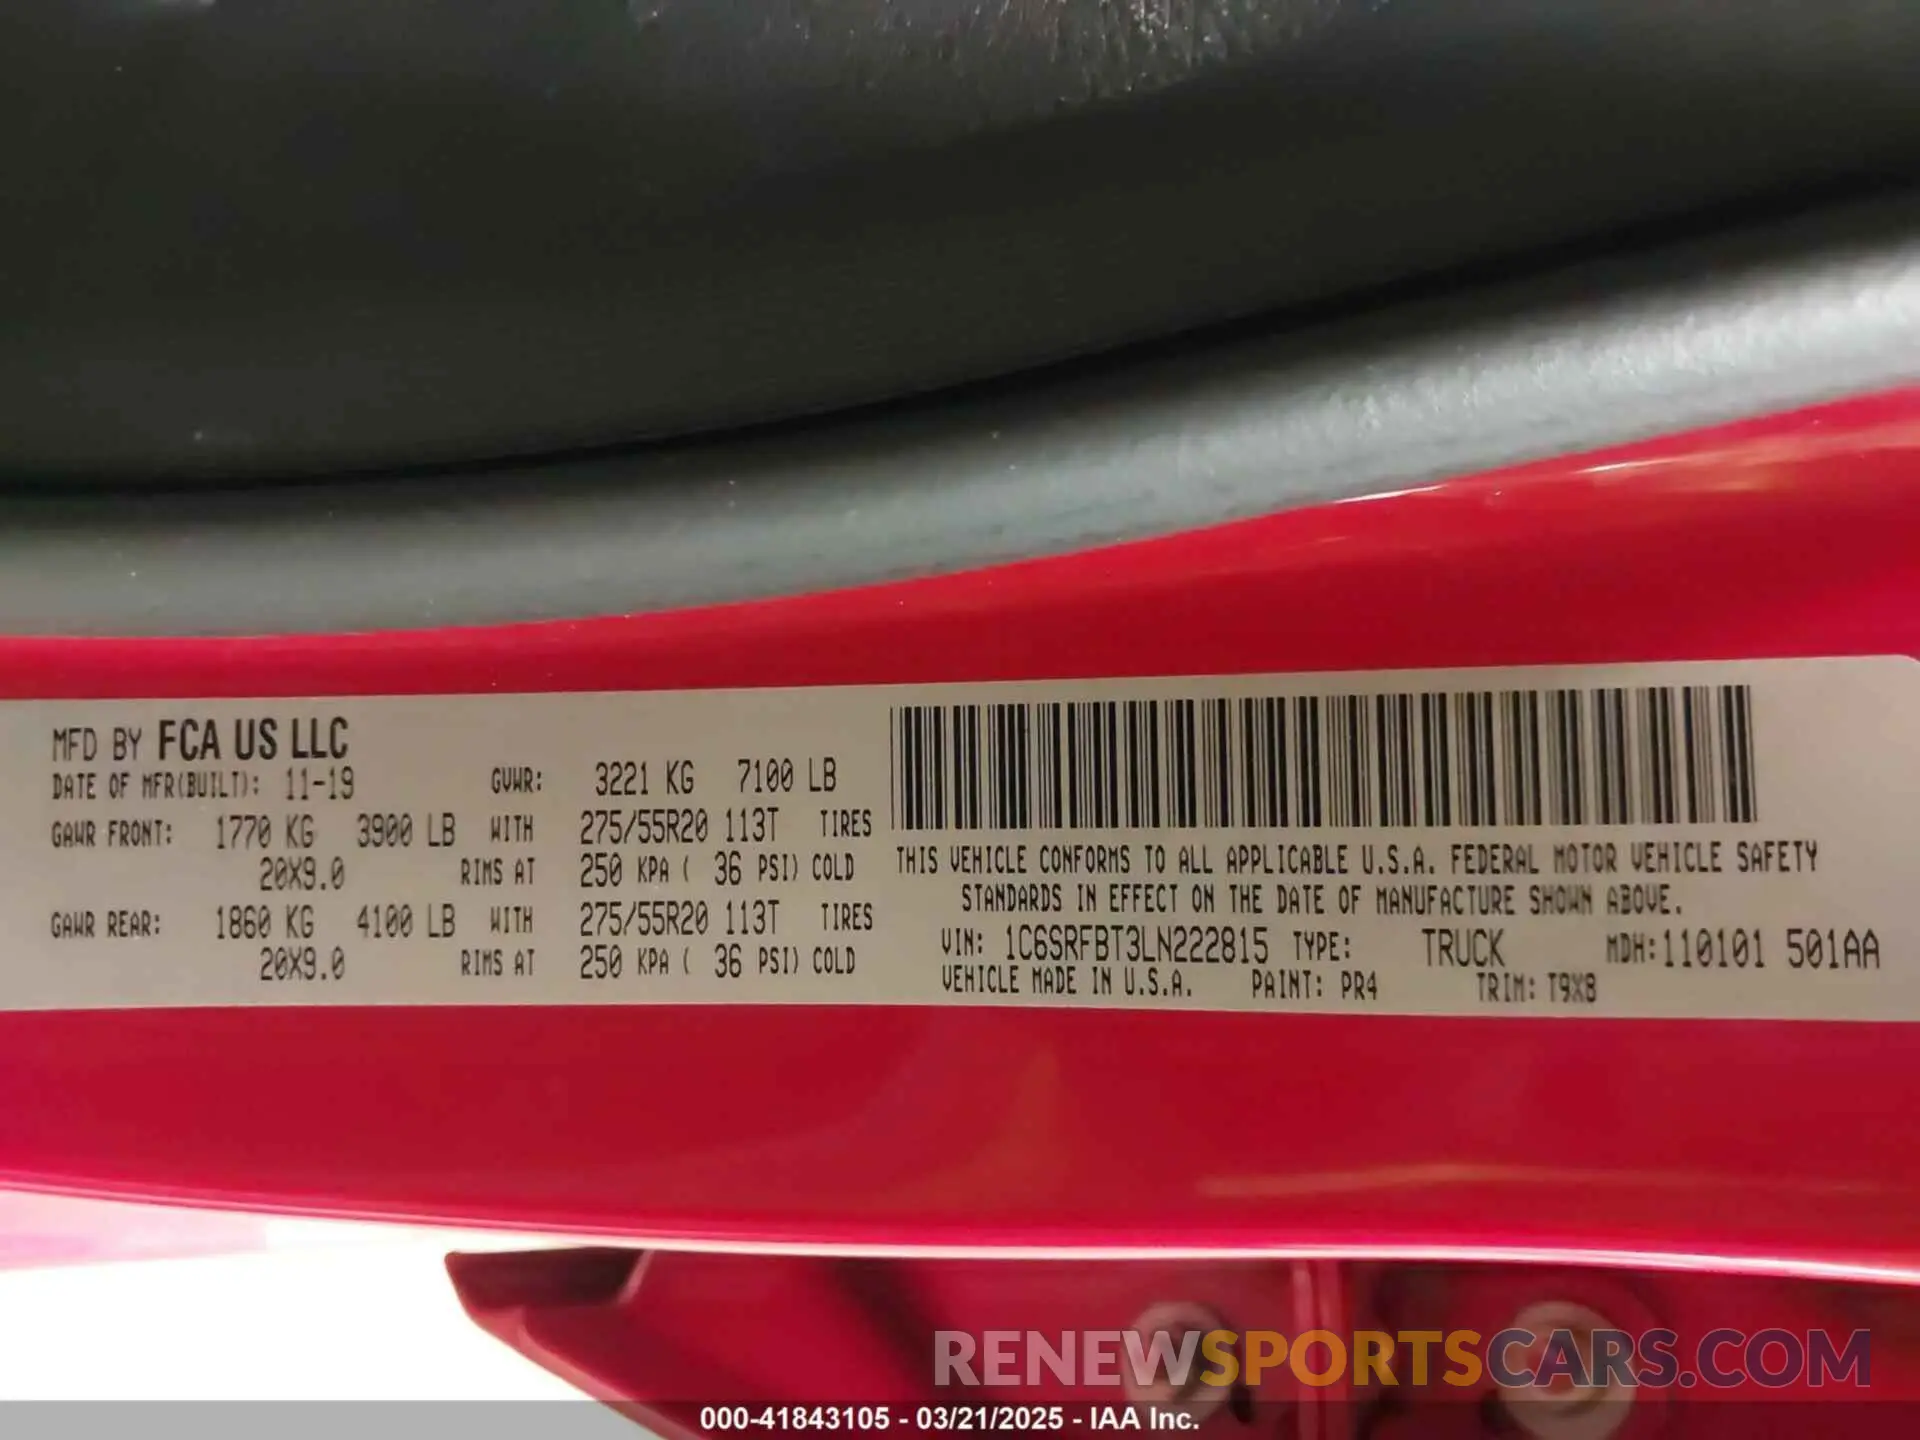 MFD BY FCA US LLC
DATE OF MFR(BUILT): 11-19 GVWR: 3221 KG 7100 LB
GAWR FRONT: 1770 KG 3900 LB WITH 275/55R20 113T TIRES
20X9.0 RIMS AT 250 KPA ( 36 PSI) COLD
GAWR REAR: 1860 KG 4100 LB WITH 275/55R20 113T TIRES
20X9.0 RIMS AT 250 KPA ( 36 PSI) COLD
THIS VEHICLE CONFORMS TO ALL APPLICABLE U.S.A. FEDERAL MOTOR VEHICLE SAFETY
STANDARDS IN EFFECT ON THE DATE OF MANUFACTURE SHOWN ABOVE.
VIN: 1C6SRFBT3LN222815 TYPE: TRUCK MDH:110101 501AA
VEHICLE MADE IN U.S.A. PAINT: PR4 TRIM: T9X8
RENEWSPORTSCARS.COM
000-41843105 - 03/21/2025 - IAA Inc.